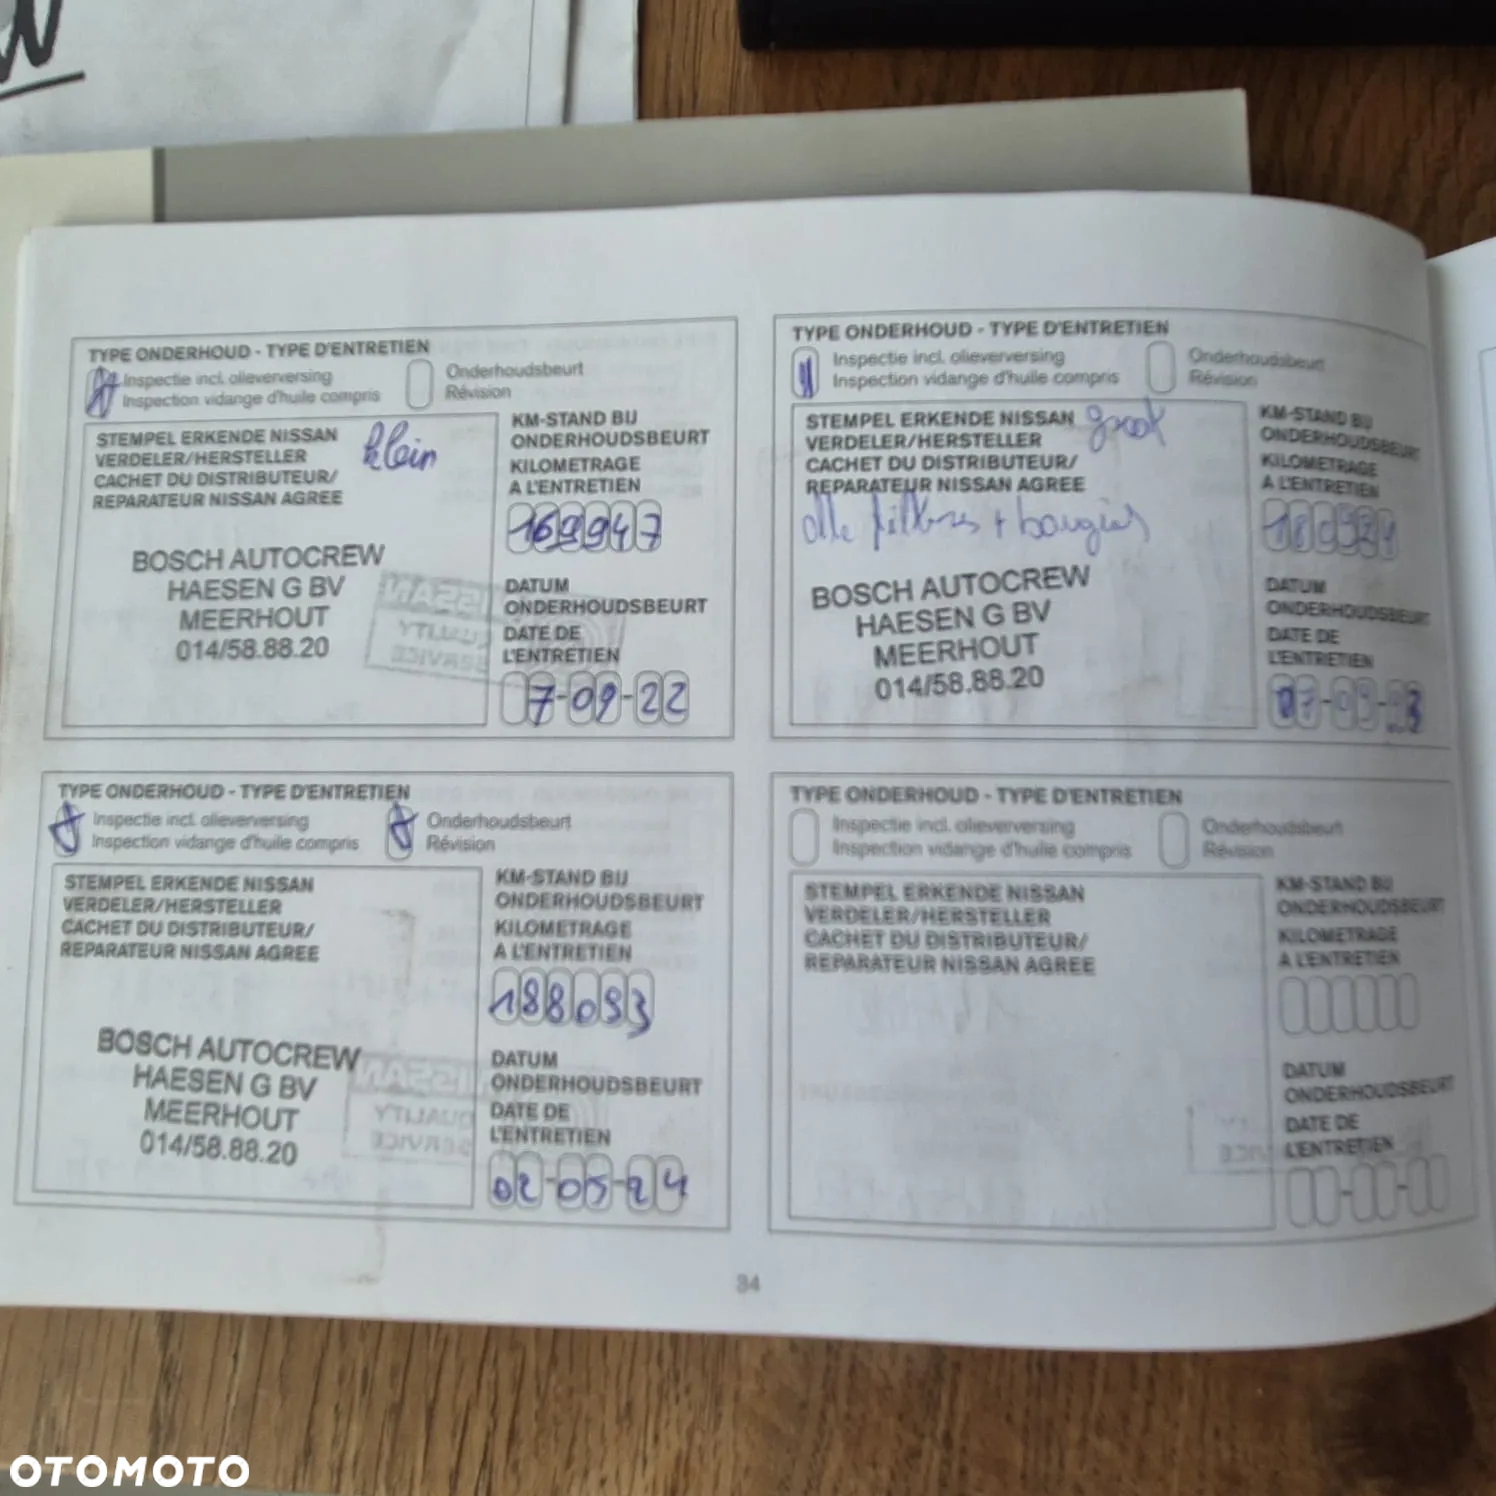 TYPE ONDERHOUD - TYPE D'ENTRETIEN
Inspectie incl. olieverversing
Inspection vidange d'huile compris
Onderhoudsbeurt
Révision
STEMPEL ERKENDE NISSAN
VERDELER/HERSTELLER
CACHET DU DISTRIBUTEUR/
REPARATEUR NISSAN AGREE
klein
BOSCH AUTOCREW
HAESEN G BV
MEERHOUT
014/58.88.20
KM-STAND BIJ
ONDERHOUDSBEURT
KILOMETRAGE
A L'ENTRETIEN
169947
DATUM
ONDERHOUDSBEURT
DATE DE
L'ENTRETIEN
7-09-22
TYPE ONDERHOUD - TYPE D'ENTRETIEN
Inspectie incl. olieverversing
Inspection vidange d'huile compris
Onderhoudsbeurt
Révision
STEMPEL ERKENDE NISSAN
VERDELER/HERSTELLER
CACHET DU DISTRIBUTEUR/
REPARATEUR NISSAN AGREE
groot
alle filters + bougies
BOSCH AUTOCREW
HAESEN G BV
MEERHOUT
014/58.88.20
KM-STAND BIJ
ONDERHOUDSBEURT
KILOMETRAGE
A L'ENTRETIEN
DATUM
ONDERHOUDSBEURT
DATE DE
L'ENTRETIEN
TYPE ONDERHOUD - TYPE D'ENTRETIEN
Inspectie incl. olieverversing
Inspection vidange d'huile compris
Onderhoudsbeurt
Révision
STEMPEL ERKENDE NISSAN
VERDELER/HERSTELLER
CACHET DU DISTRIBUTEUR/
REPARATEUR NISSAN AGREE
BOSCH AUTOCREW
HAESEN G BV
MEERHOUT
014/58.88.20
KM-STAND BIJ
ONDERHOUDSBEURT
KILOMETRAGE
A L'ENTRETIEN
188093
DATUM
ONDERHOUDSBEURT
DATE DE
L'ENTRETIEN
02-05-24
TYPE ONDERHOUD - TYPE D'ENTRETIEN
Inspectie incl. olieverversing
Inspection vidange d'huile compris
Onderhoudsbeurt
Révision
STEMPEL ERKENDE NISSAN
VERDELER/HERSTELLER
CACHET DU DISTRIBUTEUR/
REPARATEUR NISSAN AGREE
KM-STAND BIJ
ONDERHOUDSBEURT
KILOMETRAGE
A L'ENTRETIEN
DATUM
ONDERHOUDSBEURT
DATE DE
L'ENTRETIEN
34
OTOMOTO